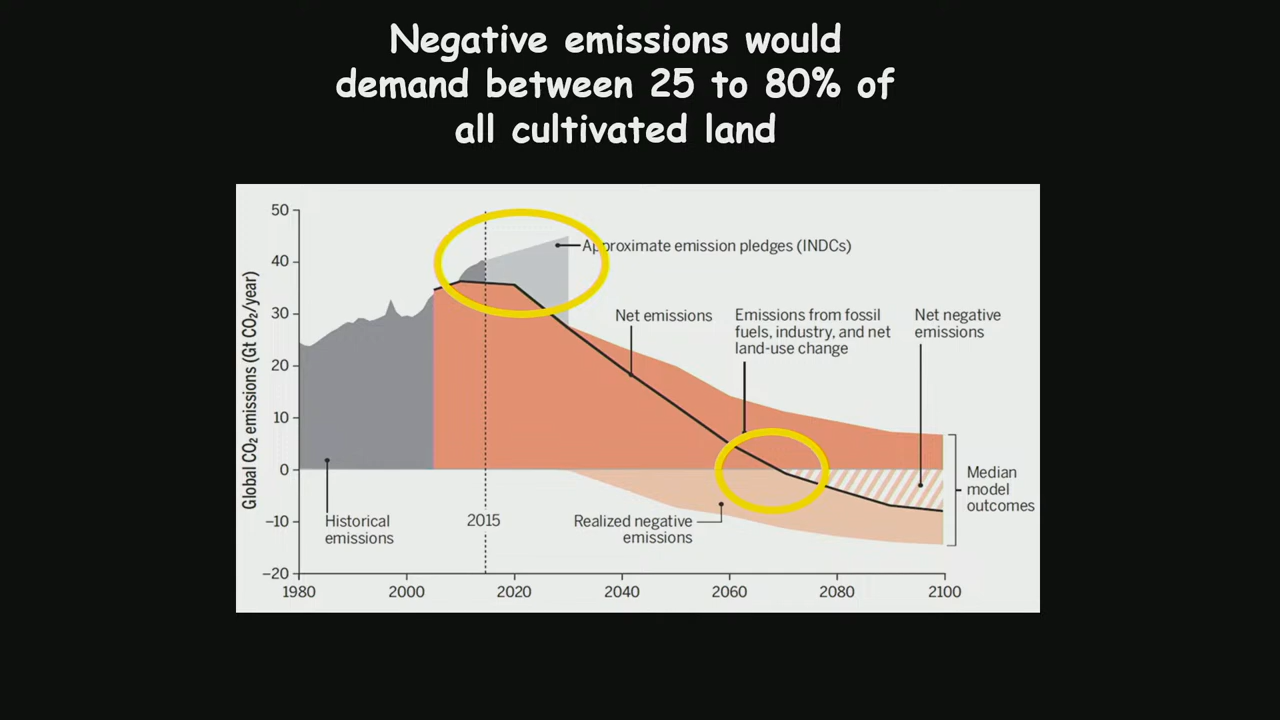 Negative emissions would
demand between 25 to 80% of
all cultivated land
Global CO₂ emissions (Gt CO₂/year)
50
40
30
20
10
0
–10
–20
Approximate emission pledges (INDCs)
Net emissions
Emissions from fossil
fuels, industry, and net
land-use change
Net negative
emissions
Median
model
outcomes
Historical
emissions
2015
Realized negative
emissions
1980
2000
2020
2040
2060
2080
2100